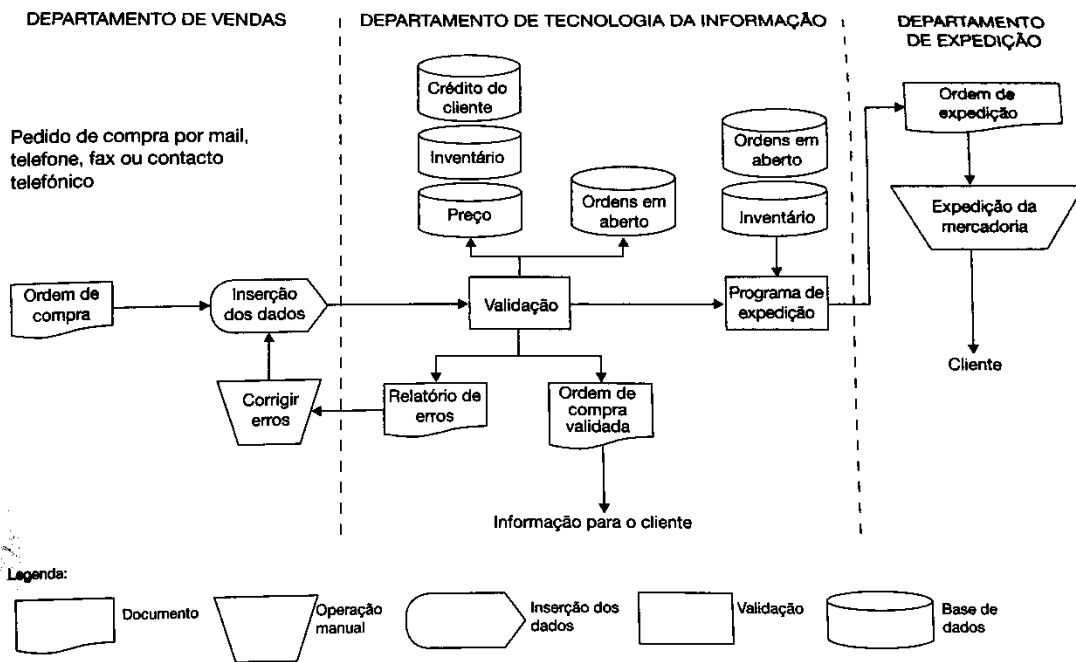 DEPARTAMENTO DE VENDAS
DEPARTAMENTO DE TECNOLOGIA DA INFORMAÇÃO
DEPARTAMENTO
DE EXPEDIÇÃO
Pedido de compra por mail,
telefone, fax ou contacto
telefónico
Crédito do
cliente
Inventário
Preço
Ordens em
aberto
Ordens em
aberto
Inventário
Ordem de
expedição
Expedição da
mercadoria
Cliente
Ordem de
compra
Inserção
dos dados
Validação
Programa de
expedição
Corrigir
erros
Relatório de
erros
Ordem de
compra
validada
Informação para o cliente
Legenda:
Documento
Operação
manual
Inserção dos
dados
Validação
Base de
dados